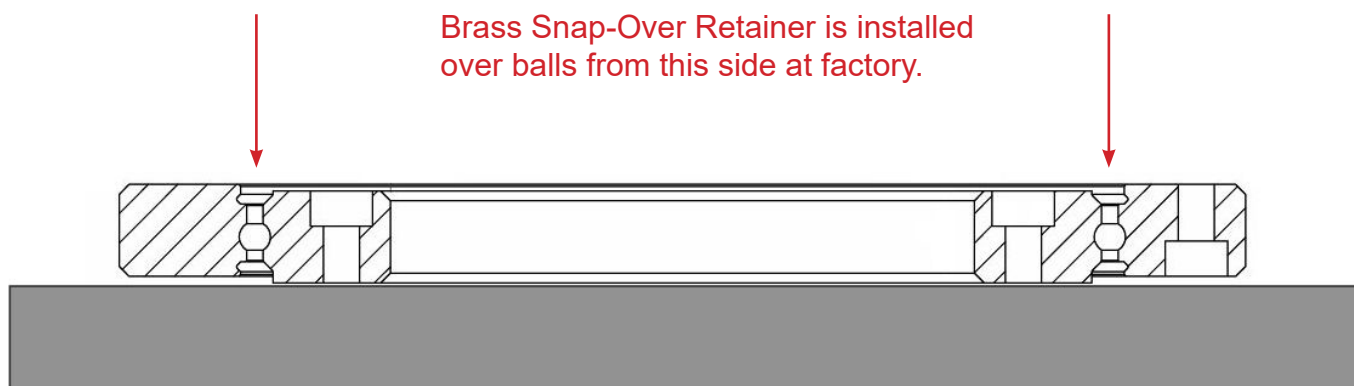 Brass Snap-Over Retainer is installed
over balls from this side at factory.